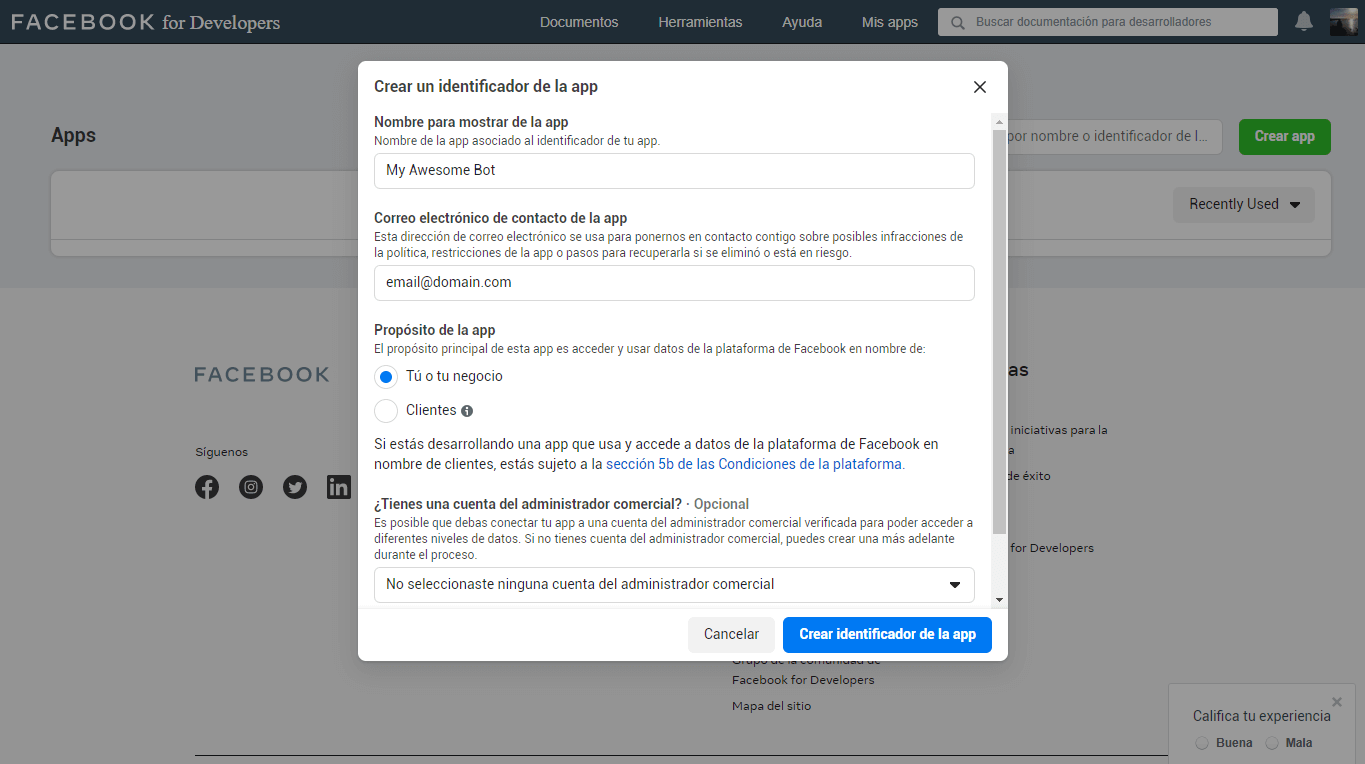 FACEBOOK for Developers
Documentos
Herramientas
Ayuda
Mis apps
Buscar documentación para desarrolladores
Crear un identificador de la app
Apps
por nombre o identificador de l...
Crear app
Recently Used
Nombre para mostrar de la app
Nombre de la app asociado al identificador de tu app.
My Awesome Bot
Correo electrónico de contacto de la app
Esta dirección de correo electrónico se usa para ponernos en contacto contigo sobre posibles infracciones de
la política, restricciones de la app o pasos para recuperarla si se eliminó o está en riesgo.
email@domain.com
Propósito de la app
El propósito principal de esta app es acceder y usar datos de la plataforma de Facebook en nombre de:
Tú o tu negocio
Clientes
Si estás desarrollando una app que usa y accede a datos de la plataforma de Facebook en
nombre de clientes, estás sujeto a la sección 5b de las Condiciones de la plataforma.
¿Tienes una cuenta del administrador comercial? · Opcional
Es posible que debas conectar tu app a una cuenta del administrador comercial verificada para poder acceder a
diferentes niveles de datos. Si no tienes cuenta del administrador comercial, puedes crear una más adelante
durante el proceso.
No seleccionaste ninguna cuenta del administrador comercial
Cancelar
Crear identificador de la app
FACEBOOK
Síguenos
as
iniciativas para la
a
de éxito
for Developers
Grupo de la comunidad de
Facebook for Developers
Mapa del sitio
Califica tu experiencia
Buena
Mala